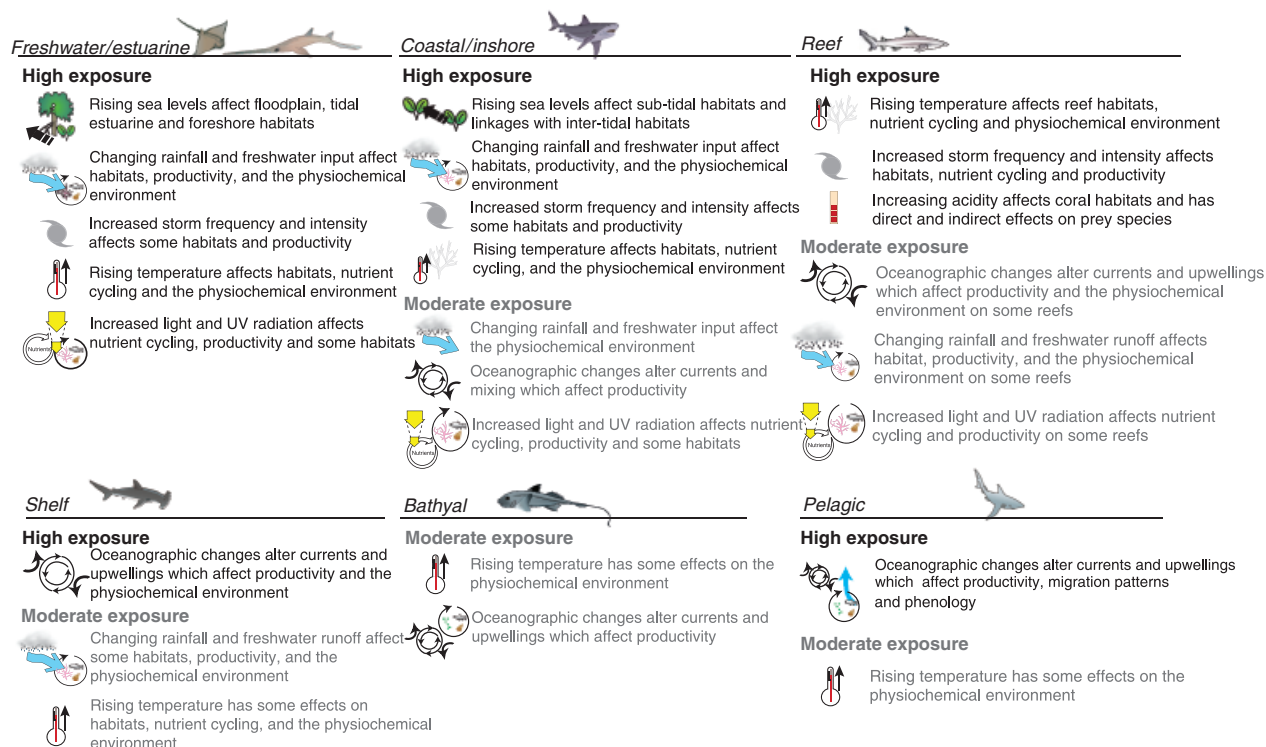 Freshwater/estuarine
High exposure
Rising sea levels affect floodplain, tidal
estuarine and foreshore habitats
Changing rainfall and freshwater input affect
habitats, productivity, and the physiochemical
environment
Increased storm frequency and intensity
affects some habitats and productivity
Rising temperature affects habitats, nutrient
cycling and the physiochemical environment
Increased light and UV radiation affects
nutrient cycling, productivity and some habitats
Nutrients
Coastal/inshore
High exposure
Rising sea levels affect sub-tidal habitats and
linkages with inter-tidal habitats
Changing rainfall and freshwater input affect
habitats, productivity, and the physiochemical
environment
Increased storm frequency and intensity affects
some habitats and productivity
Rising temperature affects habitats, nutrient
cycling, and the physiochemical environment
Moderate exposure
Changing rainfall and freshwater input affect
the physiochemical environment
Oceanographic changes alter currents and
mixing which affect productivity
Increased light and UV radiation affects nutrient
cycling, productivity and some habitats
Nutrients
Reef
High exposure
Rising temperature affects reef habitats,
nutrient cycling and physiochemical environment
Increased storm frequency and intensity affects
habitats, nutrient cycling and productivity
Increasing acidity affects coral habitats and has
direct and indirect effects on prey species
Moderate exposure
Oceanographic changes alter currents and upwellings
which affect productivity and the physiochemical
environment on some reefs
Changing rainfall and freshwater runoff affects
habitat, productivity, and the physiochemical
environment on some reefs
Increased light and UV radiation affects nutrient
cycling and productivity on some reefs
Nutrients
Shelf
High exposure
Oceanographic changes alter currents and
upwellings which affect productivity and the
physiochemical environment
Moderate exposure
Changing rainfall and freshwater runoff affect
some habitats, productivity, and the
physiochemical environment
Rising temperature has some effects on
habitats, nutrient cycling, and the physiochemical
environment
Bathyal
Moderate exposure
Rising temperature has some effects on the
physiochemical environment
Oceanographic changes alter currents and
upwellings which affect productivity
Pelagic
High exposure
Oceanographic changes alter currents and upwellings
which affect productivity, migration patterns
and phenology
Moderate exposure
Rising temperature has some effects on the
physiochemical environment